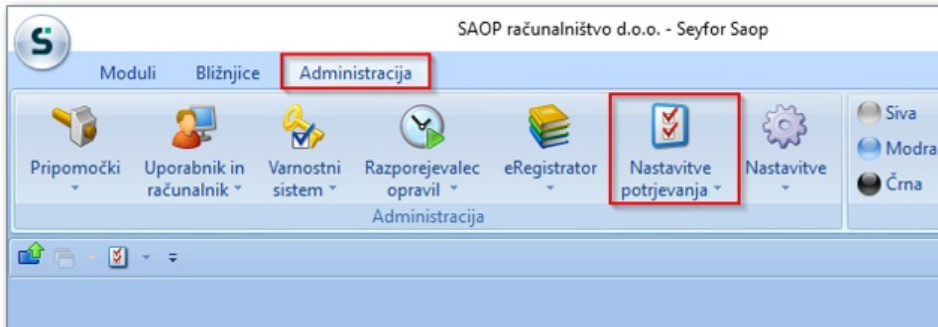 SAOP računalništvo d.o.o. - Seyfor Saop
Moduli Bližnjice Administracija
Pripomočki Uporabnik in računalnik Varnostni sistem Razporejevalec opravil eRegistrator Nastavitve potrjevanja Nastavitve
Siva
Modra
Črna
Administracija